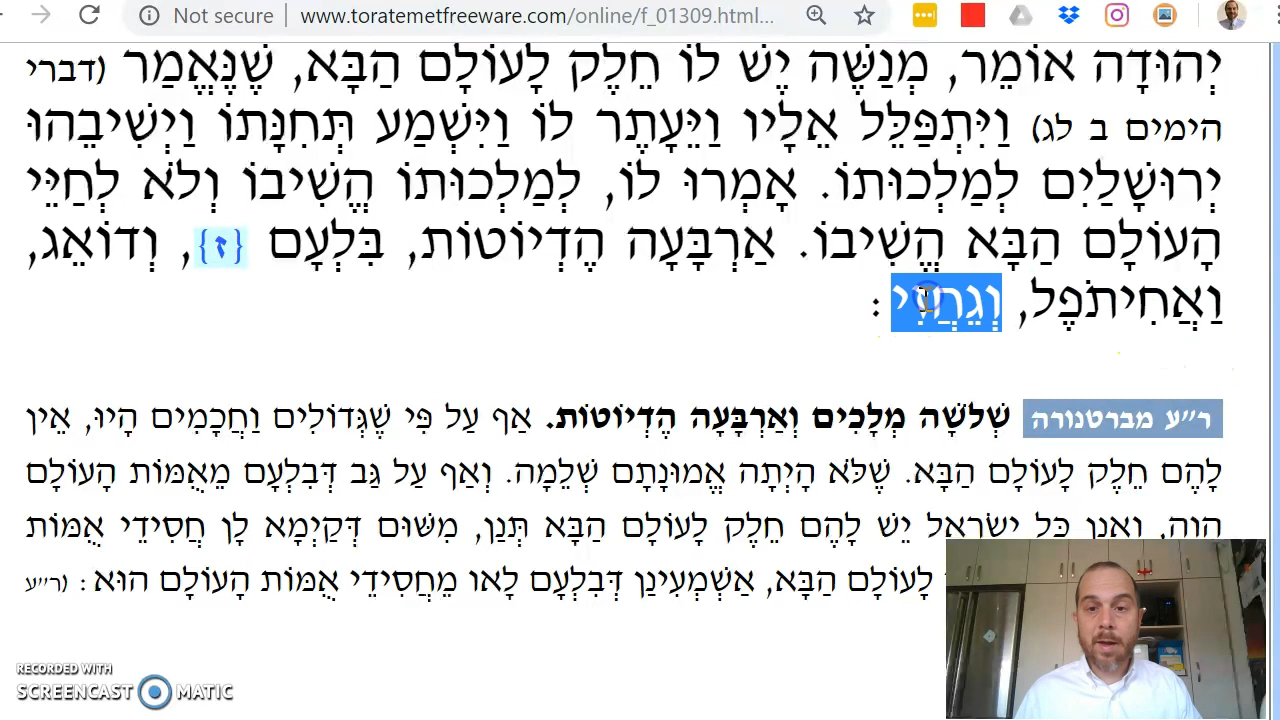 Not secure | www.toratemetfreeware.com/online/f_01309.html...
יְהוּדָה אוֹמֵר, מְנַשֶּׁה יֶשׁ לוֹ חֵלֶק לָעוֹלָם הַבָּא, שֶׁנֶּאֱמַר (דברי
הימים ב לג) וַיִּתְפַּלֵּל אֵלָיו וַיֵּעָתֶר לוֹ וַיִּשְׁמַע תְּחִנָּתוֹ וַיְשִׁיבֵהוּ
יְרוּשָׁלַיִם לְמַלְכוּתוֹ. אָמְרוּ לוֹ, לְמַלְכוּתוֹ הֱשִׁיבוֹ וְלֹא לְחַיֵּי
הָעוֹלָם הַבָּא הֱשִׁיבוֹ. אַרְבָּעָה הֶדְיוֹטוֹת, בִּלְעָם {ז}, וְדוֹאֵג,
וַאֲחִיתֹפֶל, וְגֵחֲזִי:
ר״ע מברטנורה שְׁלֹשָׁה מְלָכִים וְאַרְבָּעָה הֶדְיוֹטוֹת. אַף עַל פִּי שֶׁגְּדוֹלִים וַחֲכָמִים הָיוּ, אֵין
לָהֶם חֵלֶק לָעוֹלָם הַבָּא. שֶׁלֹּא הָיְתָה אֱמוּנָתָם שְׁלֵמָה. וְאַף עַל גַּב דְּבִלְעָם מֵאֻמּוֹת הָעוֹלָם
הוה, ואנן כָּל יִשְׂרָאֵל יֵשׁ לָהֶם חֵלֶק לָעוֹלָם הַבָּא תְּנַן, מִשּׁוּם דְּקַיְמָא לָן חֲסִידֵי אֻמּוֹת
לָעוֹלָם הַבָּא, אַשְׁמְעִינַן דְּבִלְעָם לָאו מֵחֲסִידֵי אֻמּוֹת הָעוֹלָם הוּא: (ר״ע
RECORDED WITH
SCREENCAST MATIC